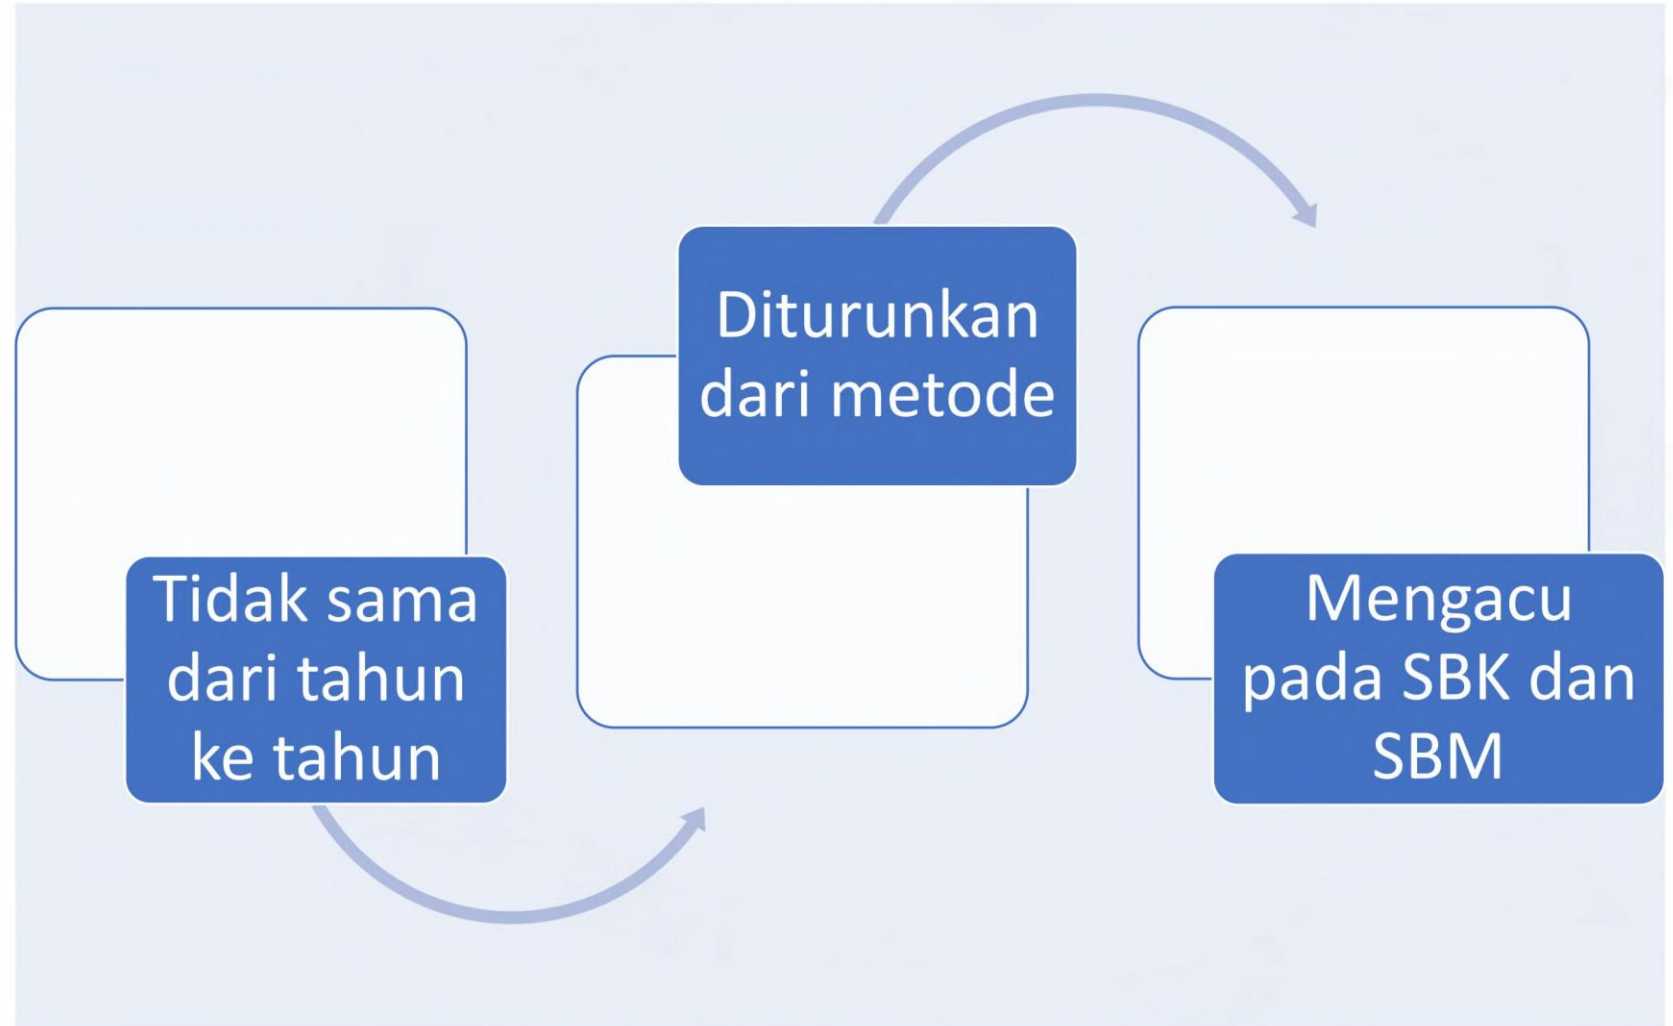 Tidak sama
dari tahun
ke tahun
Diturunkan
dari metode
Mengacu
pada SBK dan
SBM